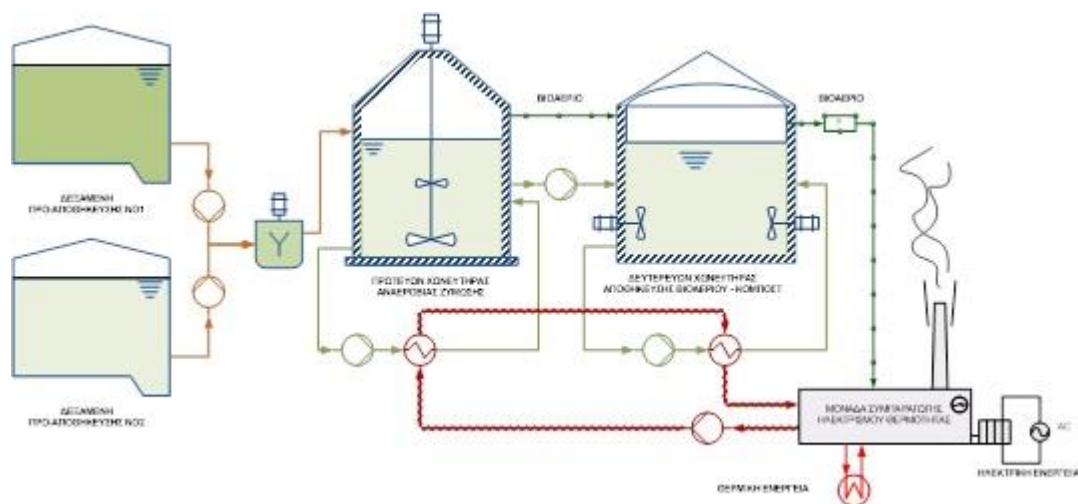 ΒΙΟΑΕΡΙΟ
ΒΙΟΑΕΡΙΟ
ΔΕΞΑΜΕΝΗ
ΠΡΟ-ΑΠΟΘΗΚΕΥΣΗΣ ΝΟ1
ΠΡΩΤΕΥΩΝ ΧΩΝΕΥΤΗΡΑΣ
ΑΝΑΕΡΟΒΙΑΣ ΖΥΜΩΣΗΣ
ΔΕΥΤΕΡΕΥΩΝ ΧΩΝΕΥΤΗΡΑΣ
ΑΠΟΘΗΚΕΥΣΗΣ ΒΙΟΑΕΡΙΟΥ - ΚΟΜΠΟΣΤ
ΔΕΞΑΜΕΝΗ
ΠΡΟ-ΑΠΟΘΗΚΕΥΣΗΣ ΝΟ2
ΜΟΝΑΔΑ ΣΥΜΠΑΡΑΓΩΓΗΣ
ΗΛΕΚΤΡΙΣΜΟΥ ΘΕΡΜΟΤΗΤΑΣ
AC
ΗΛΕΚΤΡΙΚΗ ΕΝΕΡΓΕΙΑ
ΘΕΡΜΙΚΗ ΕΝΕΡΓΕΙΑ